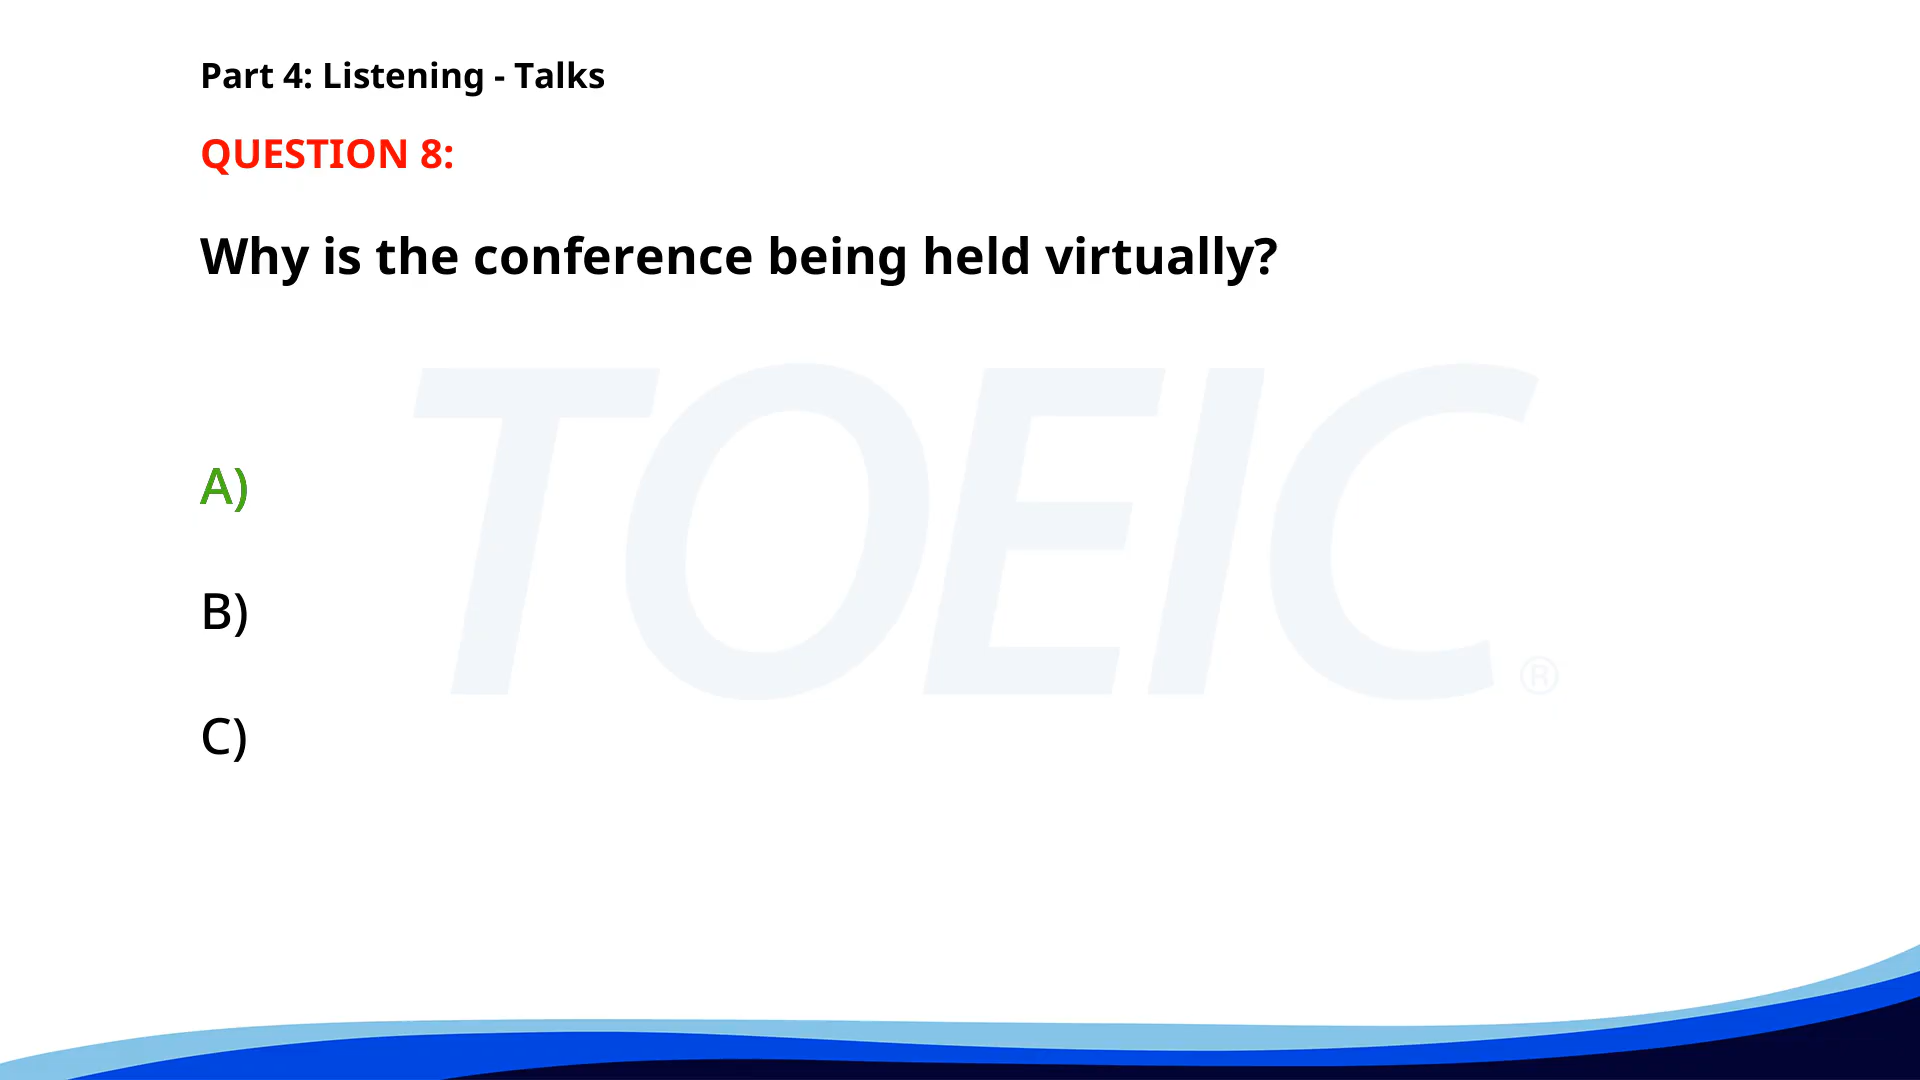 Part 4: Listening - Talks
QUESTION 8:
Why is the conference being held virtually?
TOEIC®
A)
B)
C)